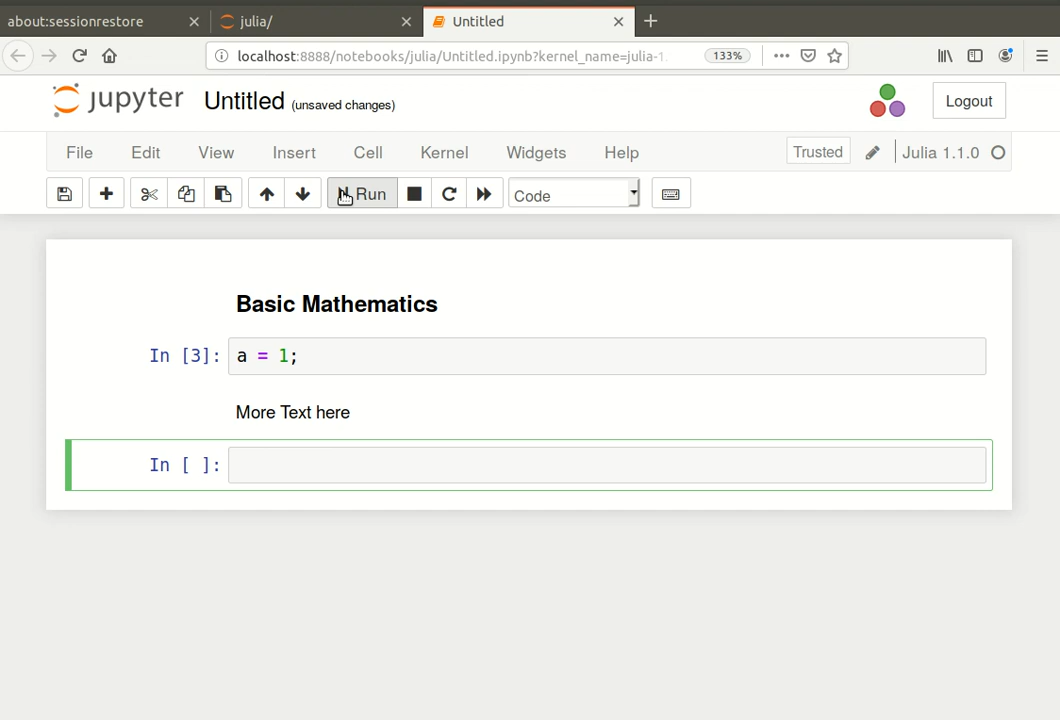 about:sessionrestore
julia/
Untitled
localhost:8888/notebooks/julia/Untitled.ipynb?kernel_name=julia-1.
133%
jupyter Untitled (unsaved changes)
Logout
File Edit View Insert Cell Kernel Widgets Help
Trusted
Julia 1.1.0
Run
Code
Basic Mathematics
In [3]: a = 1;
More Text here
In [ ]: